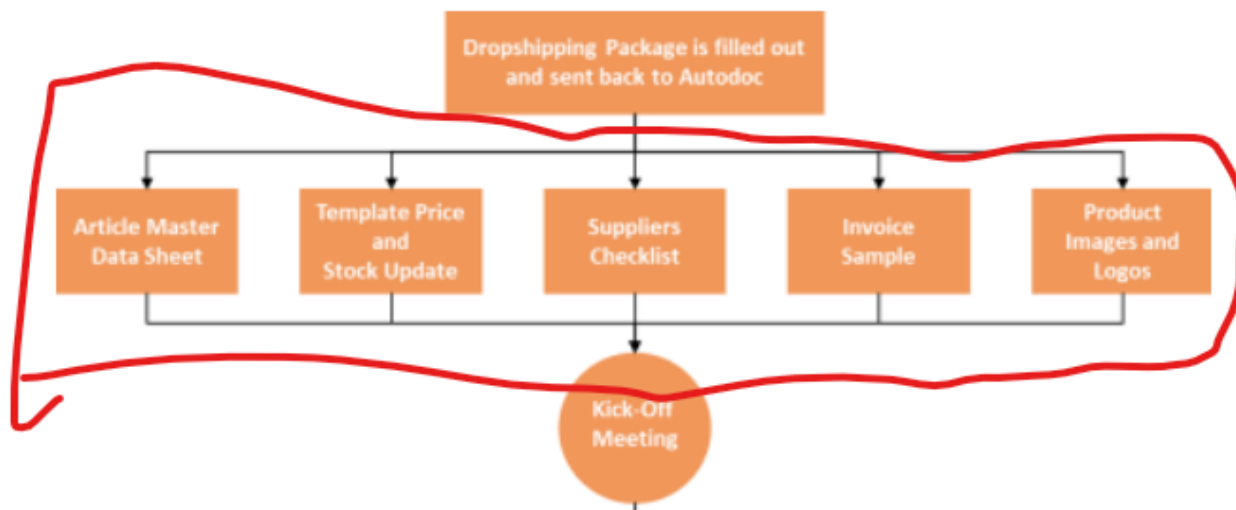 Dropshipping Package is filled out
and sent back to Autodoc
Article Master
Data Sheet
Template Price
and
Stock Update
Suppliers
Checklist
Invoice
Sample
Product
Images and
Logos
Kick-Off
Meeting